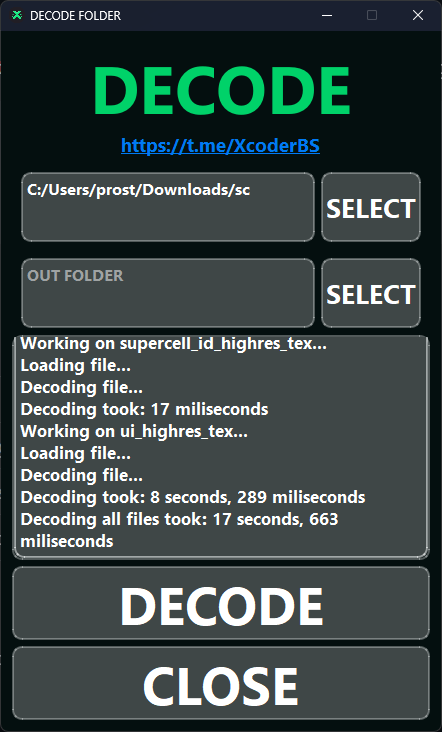 DECODE FOLDER
DECODE
https://t.me/XcoderBS
C:/Users/prost/Downloads/sc
SELECT
OUT FOLDER
SELECT
Working on supercell_id_highres_tex...
Loading file...
Decoding file...
Decoding took: 17 miliseconds
Working on ui_highres_tex...
Loading file...
Decoding file...
Decoding took: 8 seconds, 289 miliseconds
Decoding all files took: 17 seconds, 663
miliseconds
DECODE
CLOSE